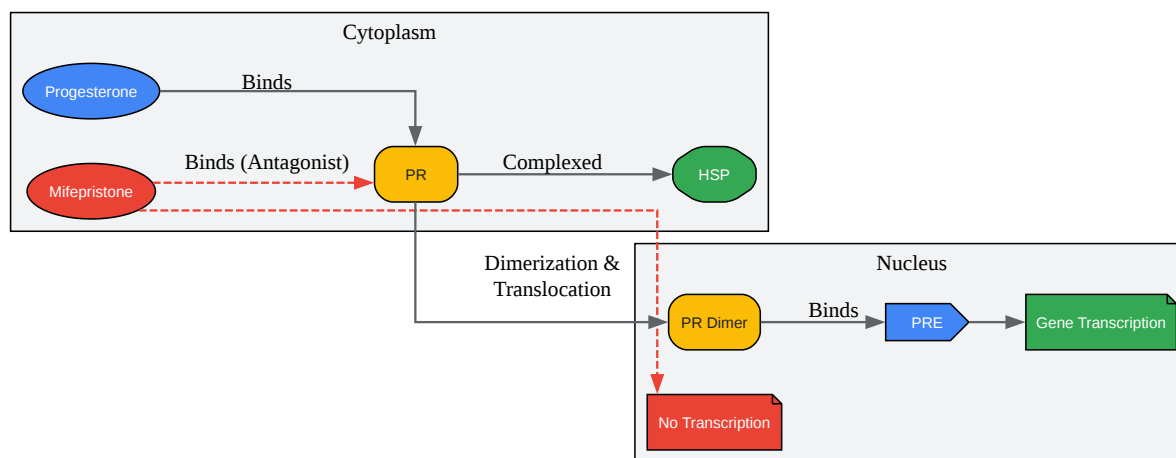 Cytoplasm
Progesterone
Binds
Mifepristone
Binds (Antagonist)
PR
Complexed
HSP
Dimerization &
Translocation
Nucleus
PR Dimer
Binds
PRE
Gene Transcription
No Transcription